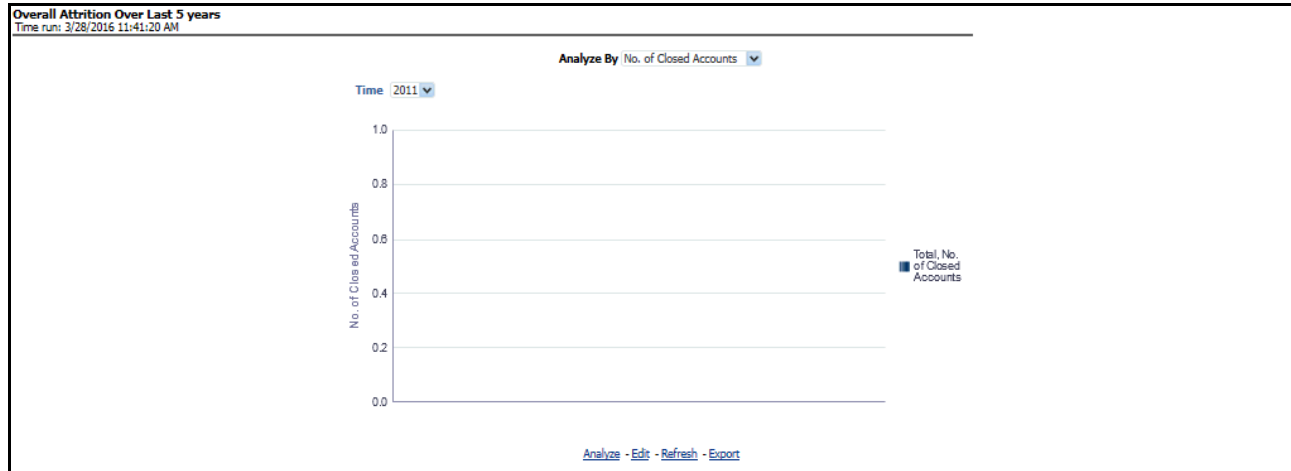 Overall Attrition Over Last 5 years
Time run: 3/28/2016 11:41:20 AM
Analyze By No. of Closed Accounts
Time 2011
1.0
0.8
0.6
0.4
0.2
0.0
No. of Closed Accounts
Total, No.
of Closed
Accounts
Analyze - Edit - Refresh - Export